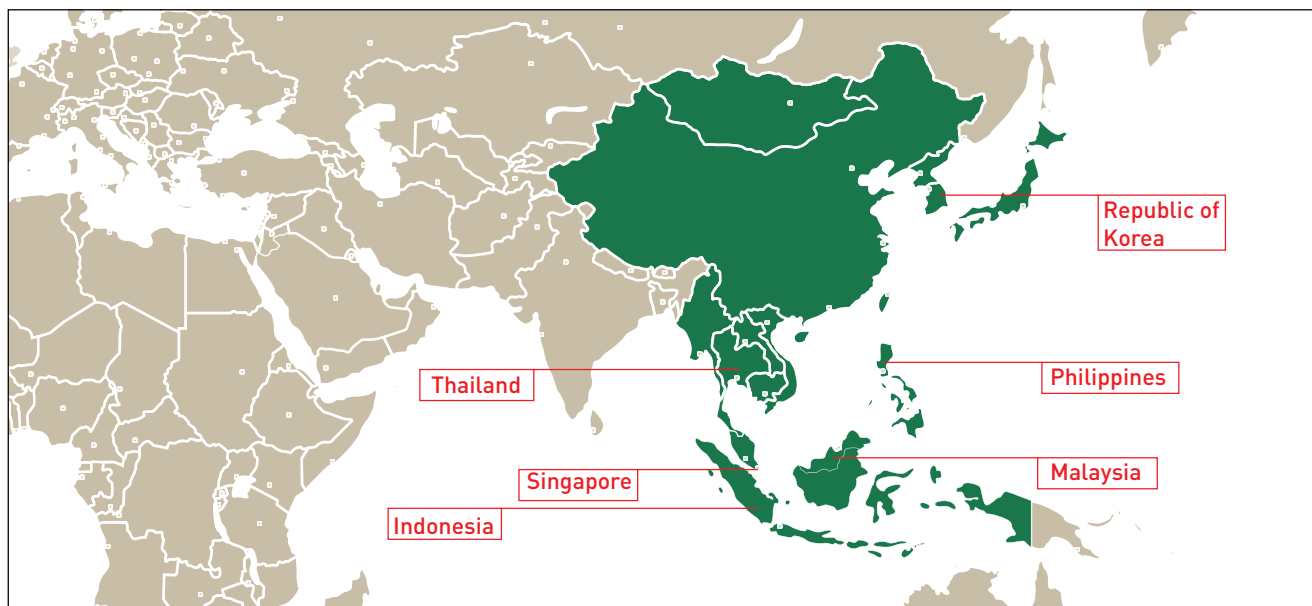 Republic of
Korea
Philippines
Thailand
Malaysia
Singapore
Indonesia